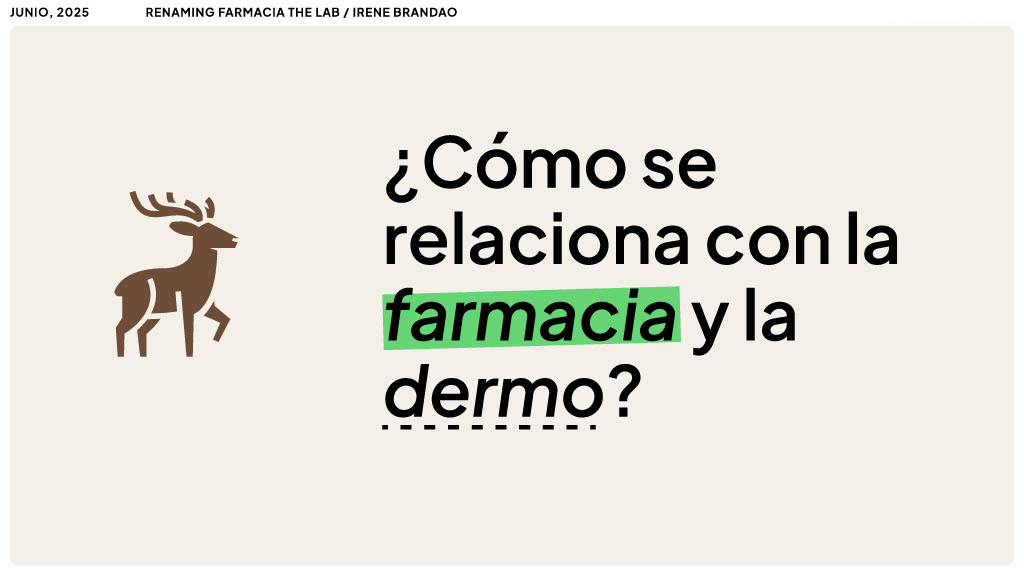 JUNIO, 2025
RENAMING FARMACIA THE LAB / IRENE BRANDAO
¿Cómo se
relaciona con la
farmacia y la
dermo?